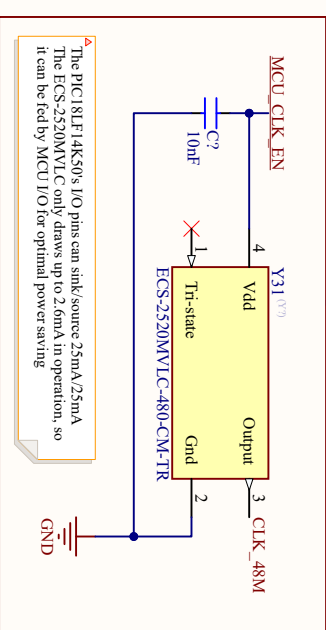 MCU_CLK_EN
C?
10nF
4
1
Y31 (Y?)
Vdd
Output
Tri-state
Gnd
ECS-2520MVLC-480-CM-TR
3
2
CLK_48M
GND
The PIC18LF14K50's I/O pins can sink/source 25mA/25mA
The ECS-2520MVLC only draws up to 2.6mA in operation, so
it can be fed by MCU I/O for optimal power saving